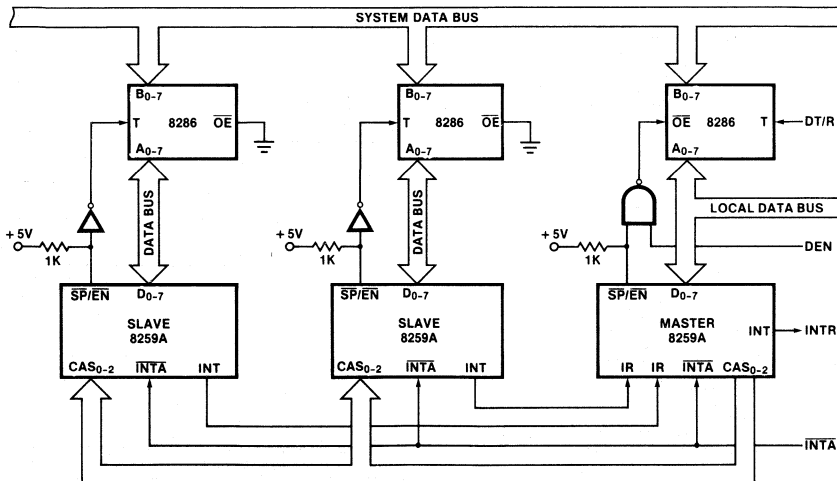 SYSTEM DATA BUS
B0-7
T 8286 OE
A0-7
B0-7
T 8286 OE
A0-7
B0-7
OE 8286 T
A0-7
DT/R
DATA BUS
DATA BUS
LOCAL DATA BUS
DEN
+ 5V
1K
+ 5V
1K
+ 5V
1K
SP/EN D0-7
SLAVE
8259A
CAS0-2 INTA INT
SP/EN D0-7
SLAVE
8259A
CAS0-2 INTA INT
SP/EN D0-7
MASTER
8259A
INT
IR IR INTA CAS0-2
INTR
INTA